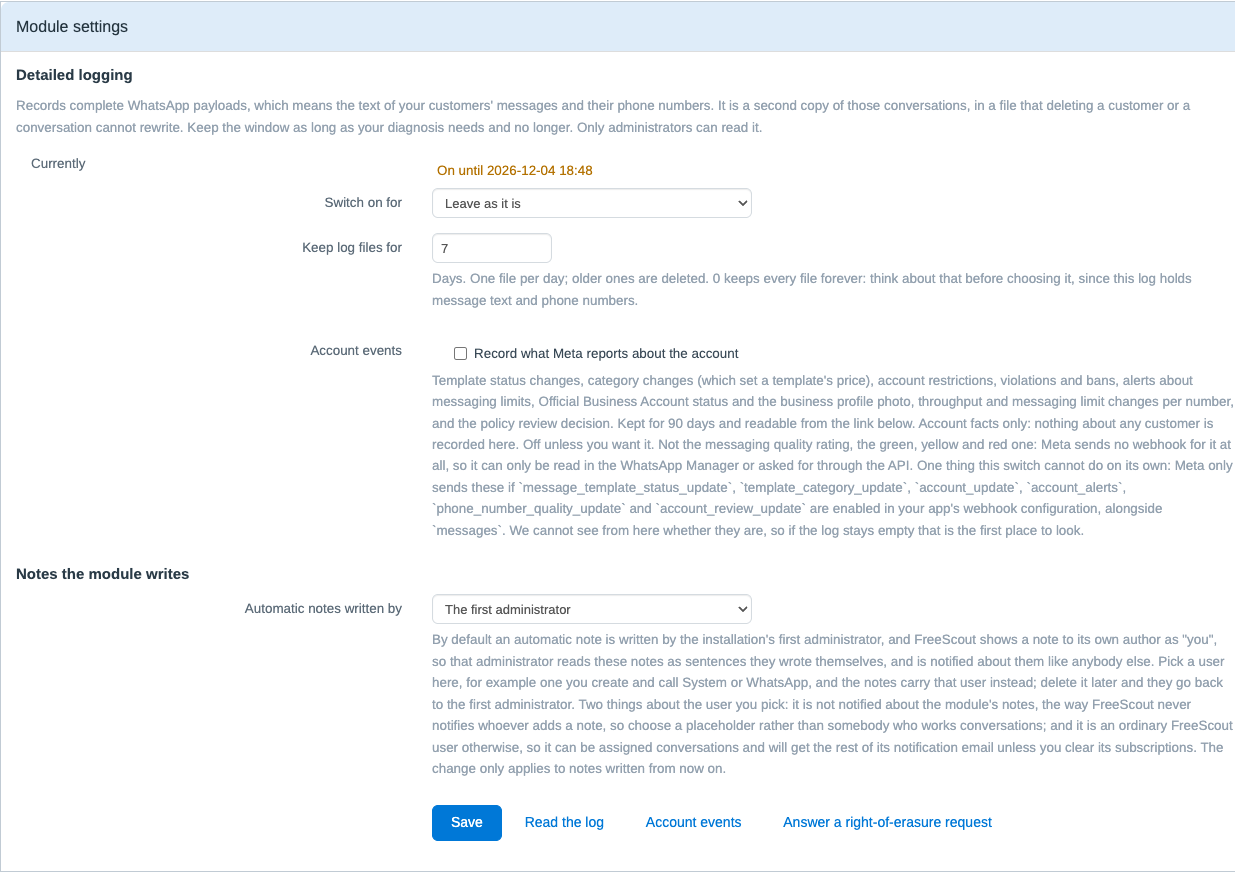 Module settings
Detailed logging
Records complete WhatsApp payloads, which means the text of your customers' messages and their phone numbers. It is a second copy of those conversations, in a file that deleting a customer or a
conversation cannot rewrite. Keep the window as long as your diagnosis needs and no longer. Only administrators can read it.
Currently
On until 2026-12-04 18:48
Switch on for
Leave as it is
Keep log files for
7
Days. One file per day; older ones are deleted. 0 keeps every file forever: think about that before choosing it, since this log holds
message text and phone numbers.
Account events
Record what Meta reports about the account
Template status changes, category changes (which set a template's price), account restrictions, violations and bans, alerts about
messaging limits, Official Business Account status and the business profile photo, throughput and messaging limit changes per number,
and the policy review decision. Kept for 90 days and readable from the link below. Account facts only: nothing about any customer is
recorded here. Off unless you want it. Not the messaging quality rating, the green, yellow and red one: Meta sends no webhook for it at
all, so it can only be read in the WhatsApp Manager or asked for through the API. One thing this switch cannot do on its own: Meta only
sends these if `message_template_status_update`, `template_category_update`, `account_update`, `account_alerts`,
`phone_number_quality_update` and `account_review_update` are enabled in your app's webhook configuration, alongside
`messages`. We cannot see from here whether they are, so if the log stays empty that is the first place to look.
Notes the module writes
Automatic notes written by
The first administrator
By default an automatic note is written by the installation's first administrator, and FreeScout shows a note to its own author as "you",
so that administrator reads these notes as sentences they wrote themselves, and is notified about them like anybody else. Pick a user
here, for example one you create and call System or WhatsApp, and the notes carry that user instead; delete it later and they go back
to the first administrator. Two things about the user you pick: it is not notified about the module's notes, the way FreeScout never
notifies whoever adds a note, so choose a placeholder rather than somebody who works conversations; and it is an ordinary FreeScout
user otherwise, so it can be assigned conversations and will get the rest of its notification email unless you clear its subscriptions. The
change only applies to notes written from now on.
Save
Read the log
Account events
Answer a right-of-erasure request